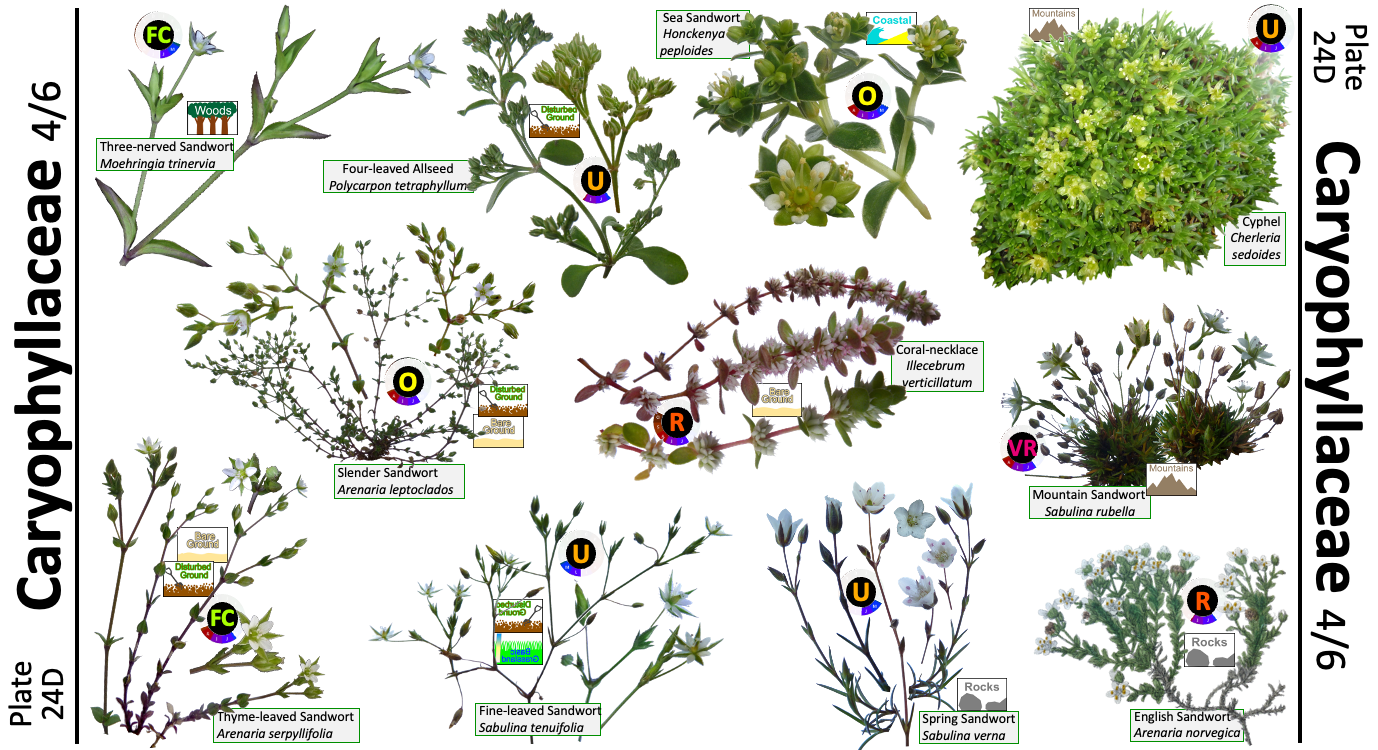 Plate
24D
Caryophyllaceae 4/6
FC
Woods
Three-nerved Sandwort
Moehringia trinervia
Four-leaved Allseed
Polycarpon tetraphyllum
Disturbed
Ground
U
Sea Sandwort
Honckenya
peploides
Coastal
O
Mountains
U
Cyphel
Cherleria
sedoides
Plate
24D
Caryophyllaceae 4/6
O
Disturbed
Ground
Bare
Ground
Slender Sandwort
Arenaria leptoclados
Coral-necklace
Illecebrum
verticillatum
Bare
Ground
R
VR
Mountains
Mountain Sandwort
Sabulina rubella
Bare
Ground
Disturbed
Ground
FC
Thyme-leaved Sandwort
Arenaria serpyllifolia
U
Disturbed
Ground
Basic
Grassland
Fine-leaved Sandwort
Sabulina tenuifolia
U
Rocks
Spring Sandwort
Sabulina verna
R
Rocks
English Sandwort
Arenaria norvegica